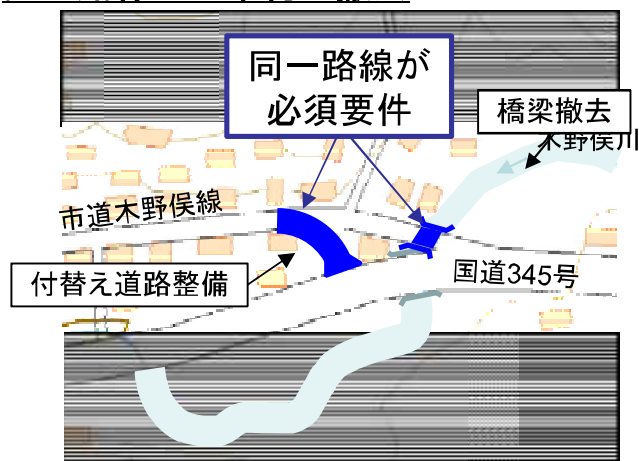 同一路線が
必須要件
橋梁撤去
木野俣川
市道木野俣線
付替え道路整備
国道345号